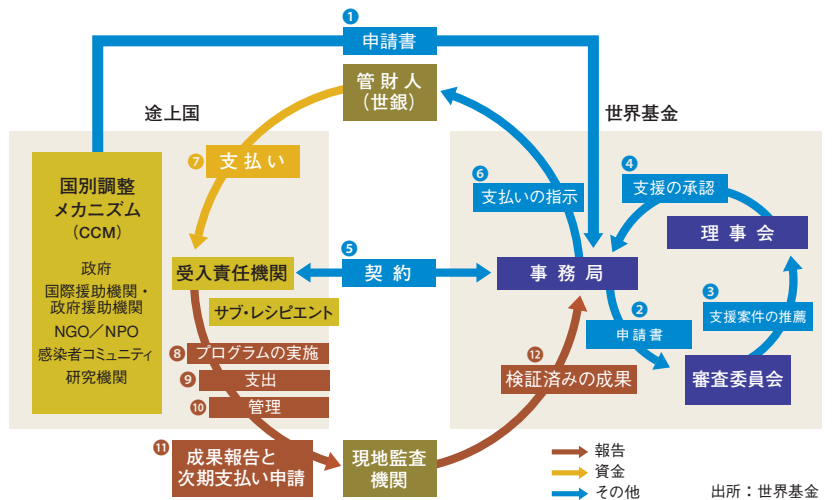 ❶
申請書
管財人
（世銀）
途上国
世界基金
❼ 支払い
❹
支援の承認
国別調整
メカニズム
（CCM）
政府
国際援助機関・
政府援助機関
NGO／NPO
感染者コミュニティ
研究機関
❻
支払いの指示
理事会
受入責任機関
❺
契約
事務局
サブ・レシピエント
❷
申請書
❸
支援案件の推薦
❽ プログラムの実施
❾ 支出
❿ 管理
⓬
検証済みの成果
審査委員会
⓫
成果報告と
次期支払い申請
現地監査
機関
報告
資金
その他
出所：世界基金